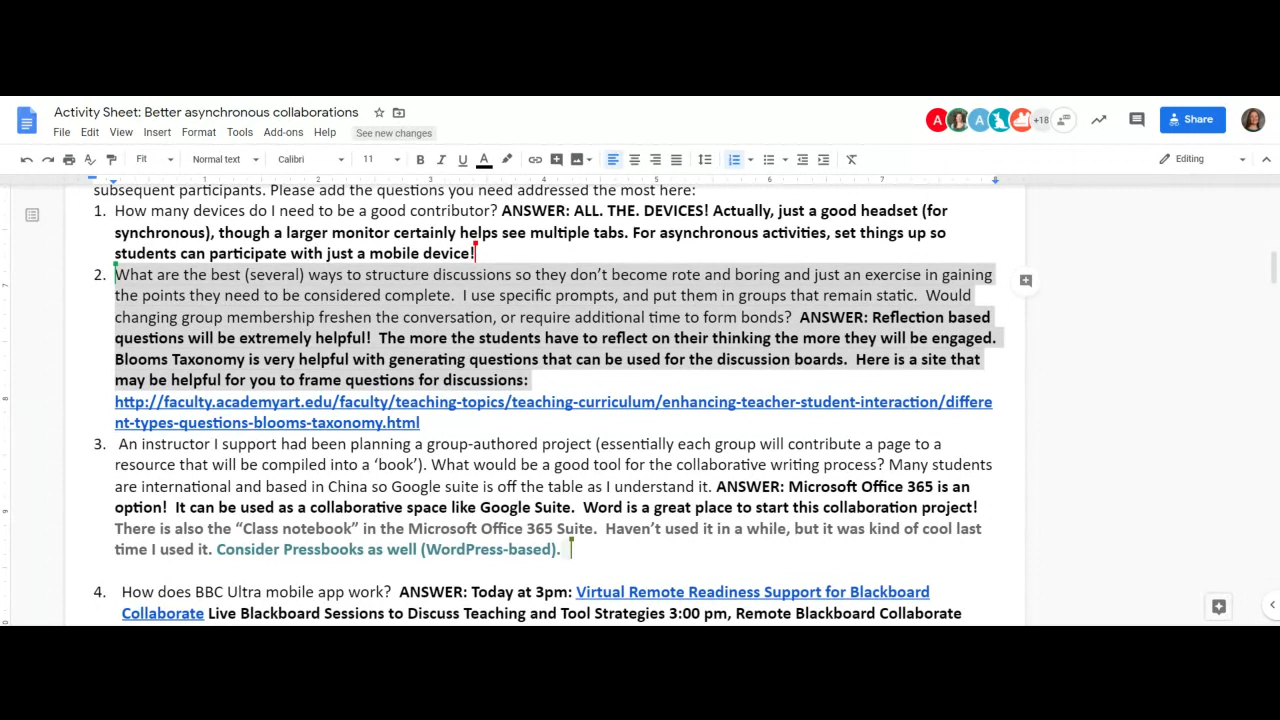 Activity Sheet: Better asynchronous collaborations
File Edit View Insert Format Tools Add-ons Help See new changes
A A +18 Share
Fit Normal text Calibri 11 B I U A Editing
1 2 3 4 5 6 7 8
subsequent participants. Please add the questions you need addressed the most here:
1. How many devices do I need to be a good contributor? ANSWER: ALL. THE. DEVICES! Actually, just a good headset (for
synchronous), though a larger monitor certainly helps see multiple tabs. For asynchronous activities, set things up so
students can participate with just a mobile device!
2. What are the best (several) ways to structure discussions so they don’t become rote and boring and just an exercise in gaining
the points they need to be considered complete. I use specific prompts, and put them in groups that remain static. Would
changing group membership freshen the conversation, or require additional time to form bonds? ANSWER: Reflection based
questions will be extremely helpful! The more the students have to reflect on their thinking the more they will be engaged.
Blooms Taxonomy is very helpful with generating questions that can be used for the discussion boards. Here is a site that
may be helpful for you to frame questions for discussions:
http://faculty.academyart.edu/faculty/teaching-topics/teaching-curriculum/enhancing-teacher-student-interaction/differe
nt-types-questions-blooms-taxonomy.html
3. An instructor I support had been planning a group-authored project (essentially each group will contribute a page to a
resource that will be compiled into a ‘book’). What would be a good tool for the collaborative writing process? Many students
are international and based in China so Google suite is off the table as I understand it. ANSWER: Microsoft Office 365 is an
option! It can be used as a collaborative space like Google Suite. Word is a great place to start this collaboration project!
There is also the “Class notebook” in the Microsoft Office 365 Suite. Haven’t used it in a while, but it was kind of cool last
time I used it. Consider Pressbooks as well (WordPress-based).
4. How does BBC Ultra mobile app work? ANSWER: Today at 3pm: Virtual Remote Readiness Support for Blackboard
Collaborate Live Blackboard Sessions to Discuss Teaching and Tool Strategies 3:00 pm, Remote Blackboard Collaborate